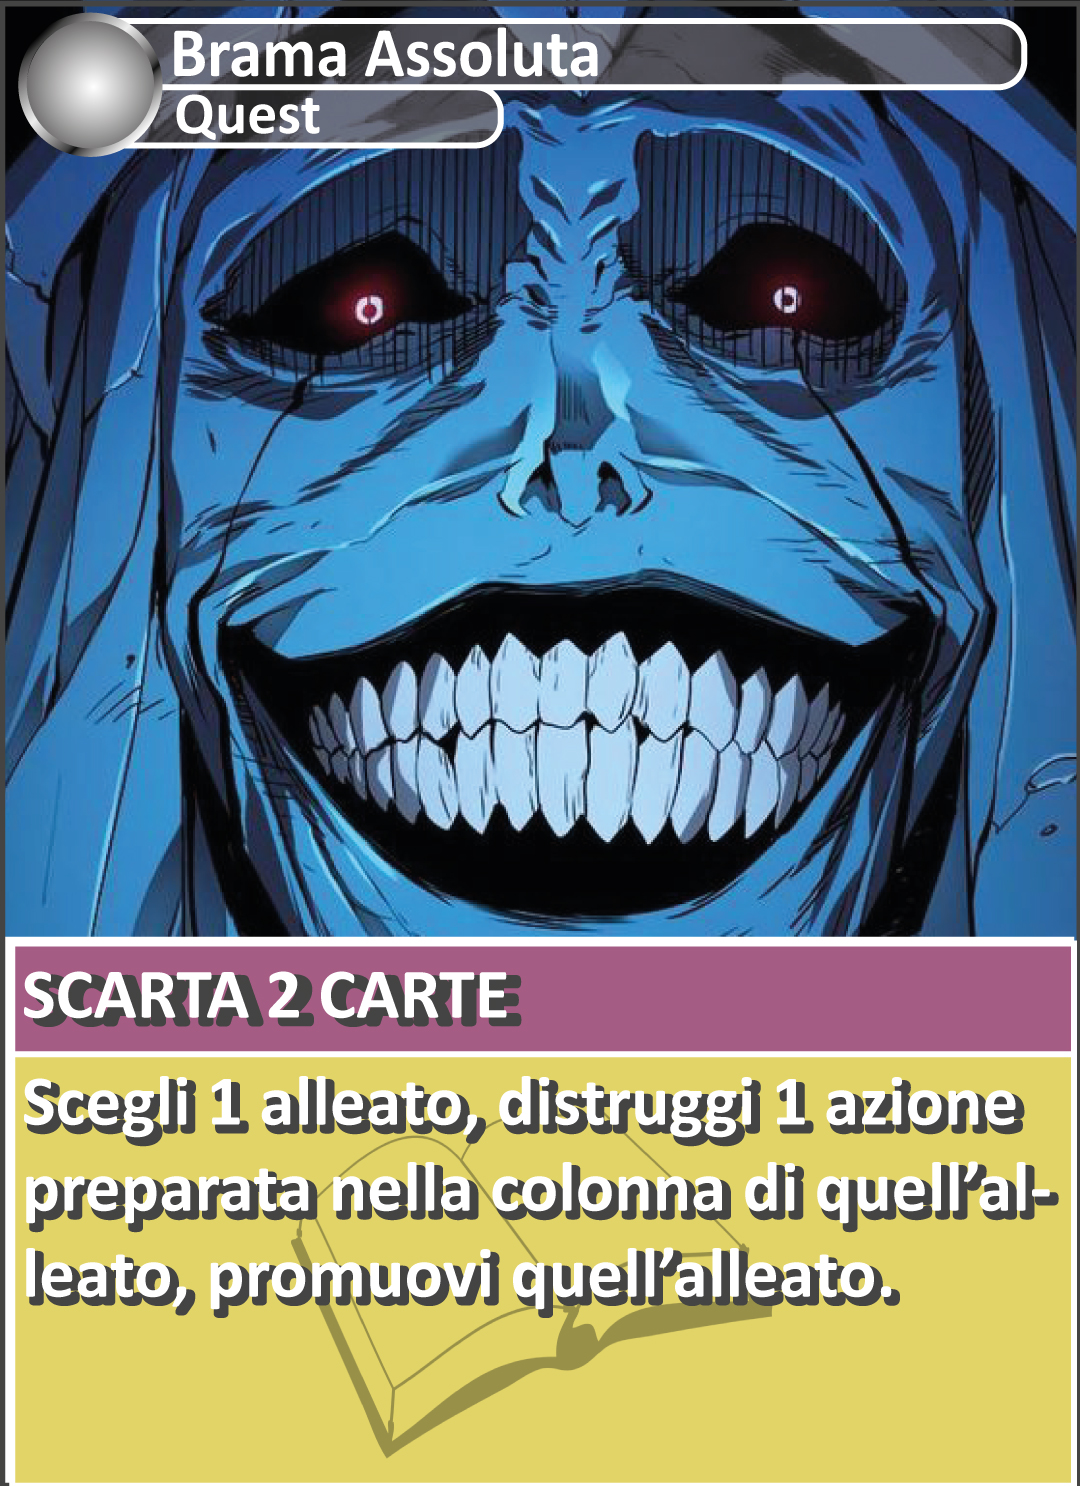 Brama Assoluta
Quest
SCARTA 2 CARTE
Scegli 1 alleato, distruggi 1 azione
preparata nella colonna di quell’al-
leato, promuovi quell’alleato.